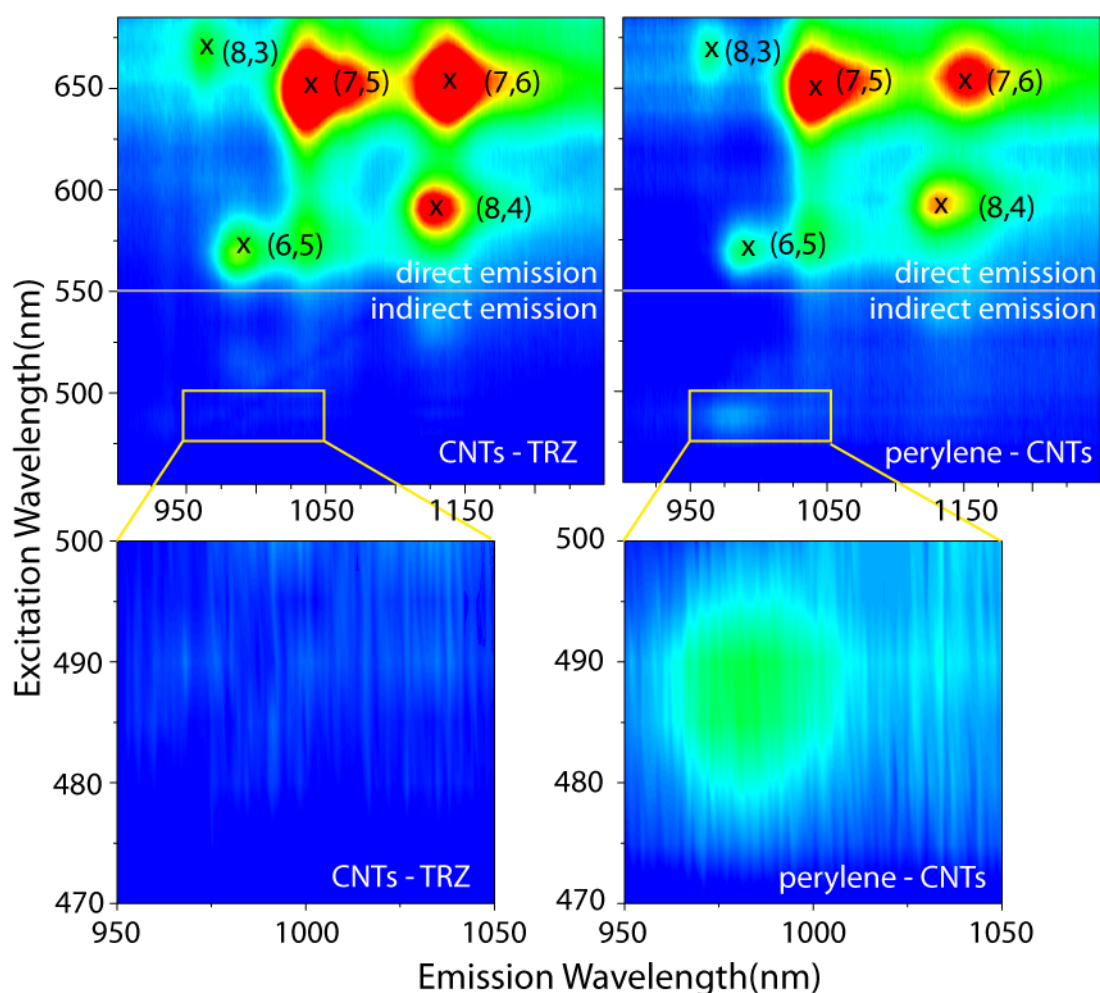 650
600
550
500
x (8,3)
x (7,5)
x (7,6)
x (8,4)
x (6,5)
direct emission
indirect emission
CNTs - TRZ
950 1050 1150
x (8,3)
x (7,5)
x (7,6)
x (8,4)
x (6,5)
direct emission
indirect emission
perylene - CNTs
950 1050 1150
Excitation Wavelength(nm)
500
490
480
470
CNTs - TRZ
950 1000 1050
500
490
480
470
perylene - CNTs
950 1000 1050
Emission Wavelength(nm)